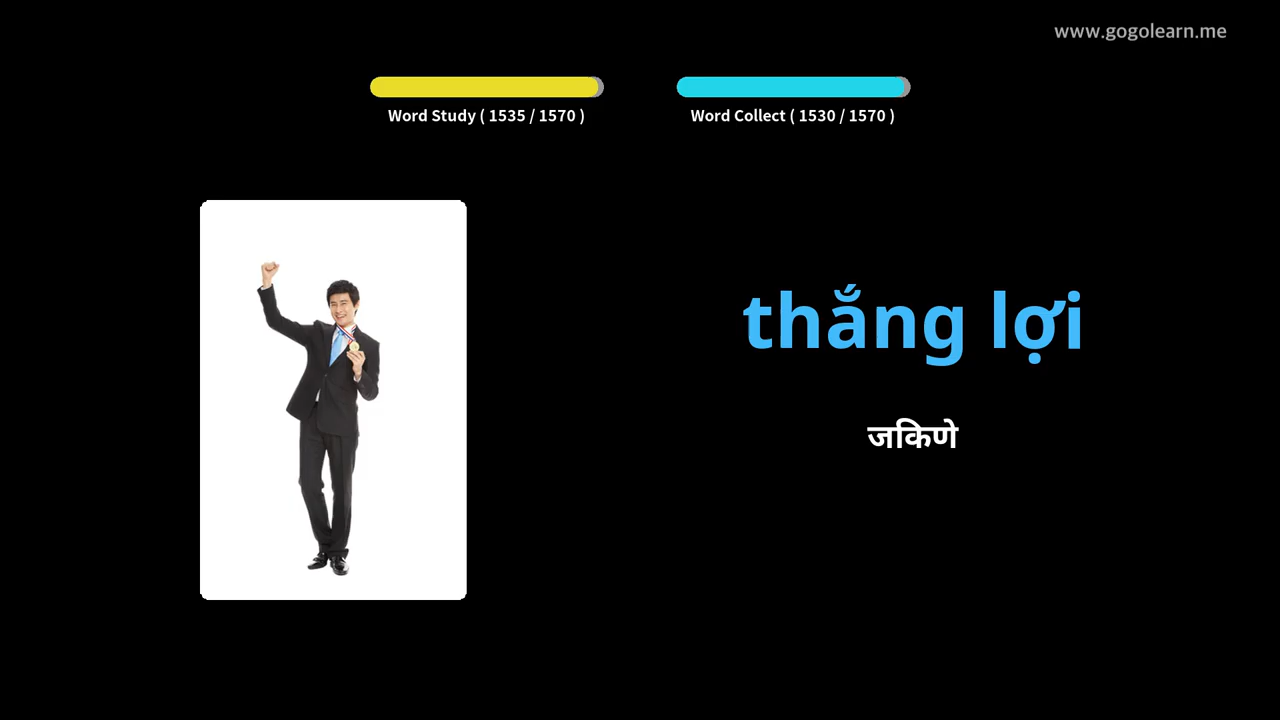 www.gogolearn.me
Word Study ( 1535 / 1570 )
Word Collect ( 1530 / 1570 )
thắng lợi
जकिणे